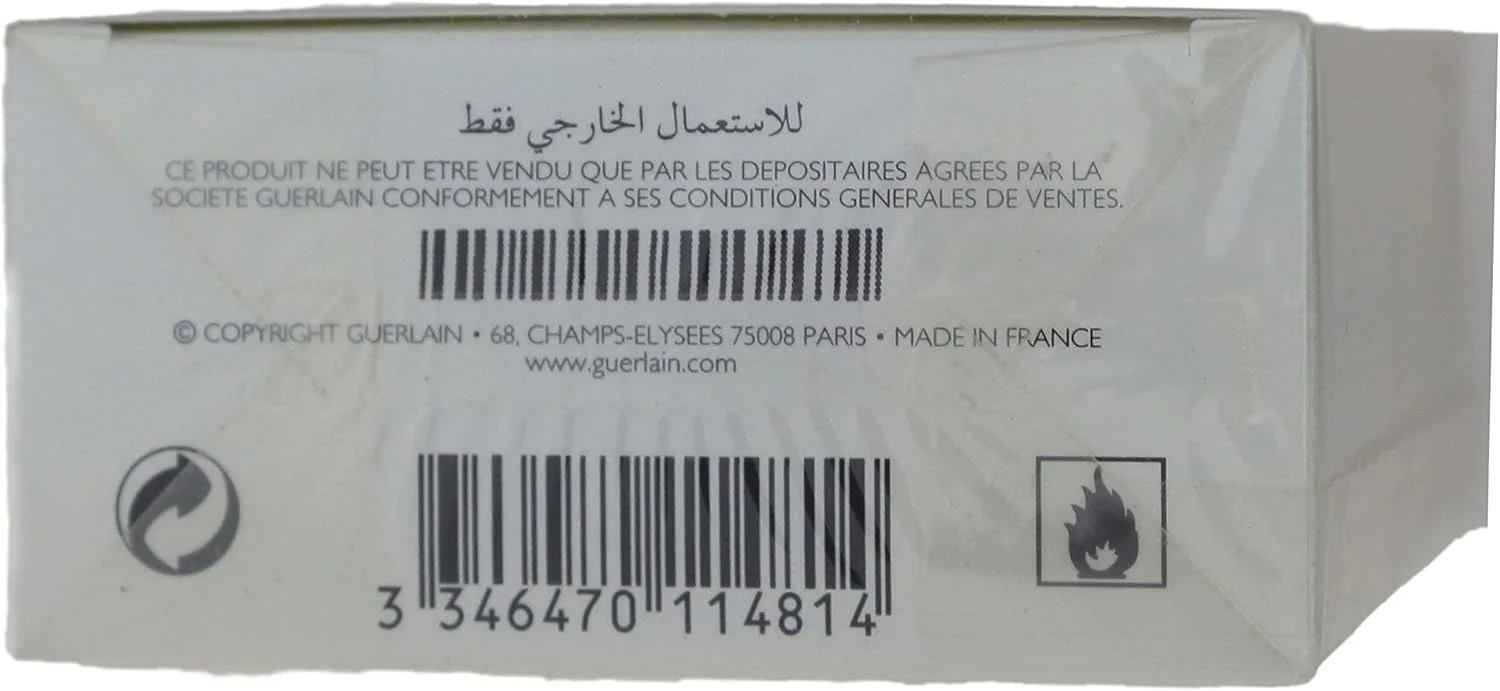 للاستعمال الخارجي فقط
CE PRODUIT NE PEUT ETRE VENDU QUE PAR LES DEPOSITAIRES AGREES PAR LA
SOCIETE GUERLAIN CONFORMEMENT A SES CONDITIONS GENERALES DE VENTES.
© COPYRIGHT GUERLAIN • 68, CHAMPS-ELYSEES 75008 PARIS • MADE IN FRANCE
www.guerlain.com
3 346470 114814